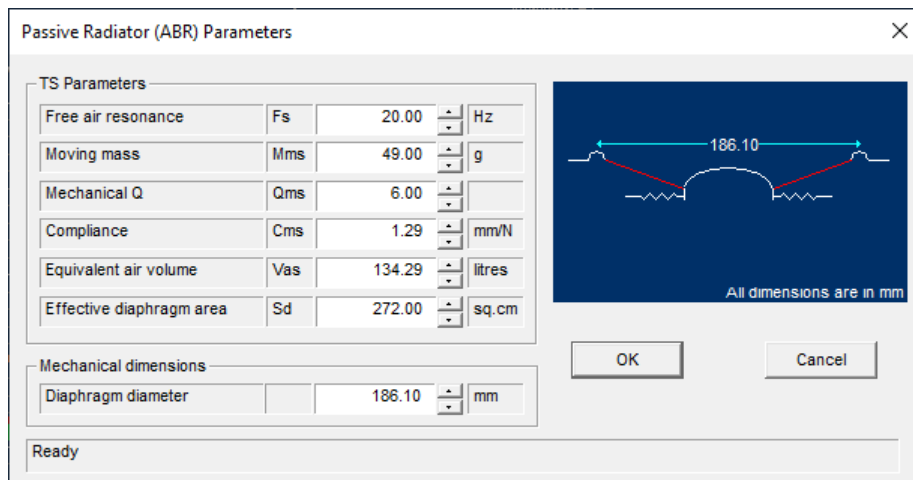 Passive Radiator (ABR) Parameters
TS Parameters
Free air resonance Fs 20.00 Hz
Moving mass Mms 49.00 g
Mechanical Q Qms 6.00
Compliance Cms 1.29 mm/N
Equivalent air volume Vas 134.29 litres
Effective diaphragm area Sd 272.00 sq.cm
186.10
All dimensions are in mm
OK Cancel
Mechanical dimensions
Diaphragm diameter 186.10 mm
Ready